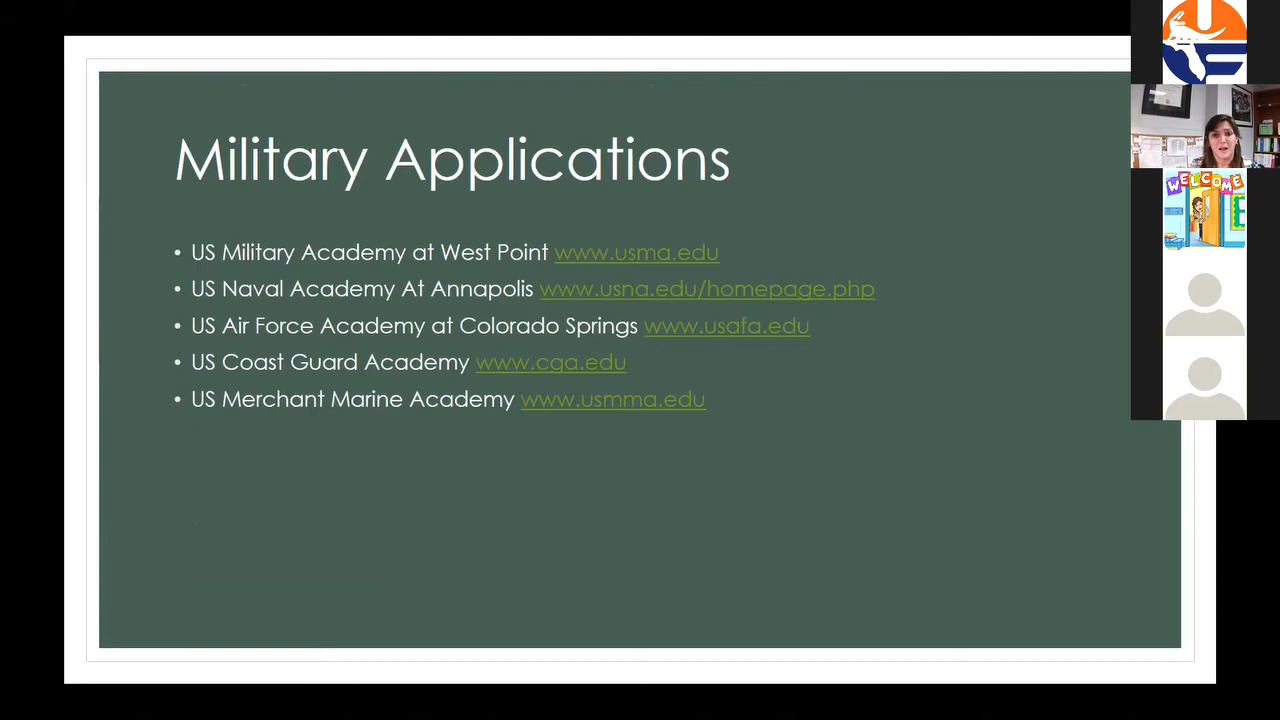 Military Applications
• US Military Academy at West Point www.usma.edu
• US Naval Academy At Annapolis www.usna.edu/homepage.php
• US Air Force Academy at Colorado Springs www.usafa.edu
• US Coast Guard Academy www.cga.edu
• US Merchant Marine Academy www.usmma.edu
WELCOME